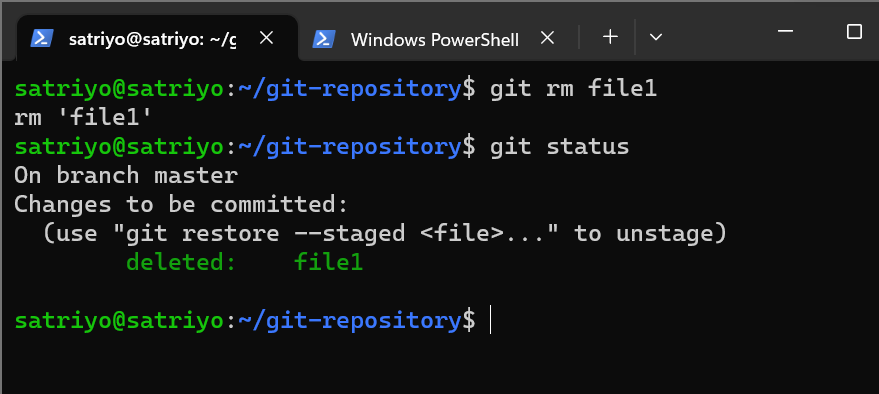 satriyo@satriyo: ~/g Windows PowerShell
satriyo@satriyo:~/git-repository$ git rm file1
rm 'file1'
satriyo@satriyo:~/git-repository$ git status
On branch master
Changes to be committed:
  (use "git restore --staged <file>..." to unstage)
        deleted:    file1
satriyo@satriyo:~/git-repository$